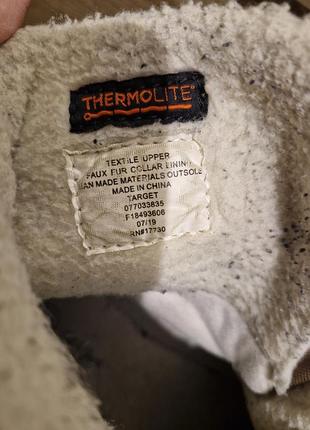 THERMOLITE®
TEXTILE UPPER
FAUX FUR COLLAR LINING
MAN MADE MATERIALS OUTSOLE
MADE IN CHINA
TARGET
077033835
F18493606
07/19
RN#17730